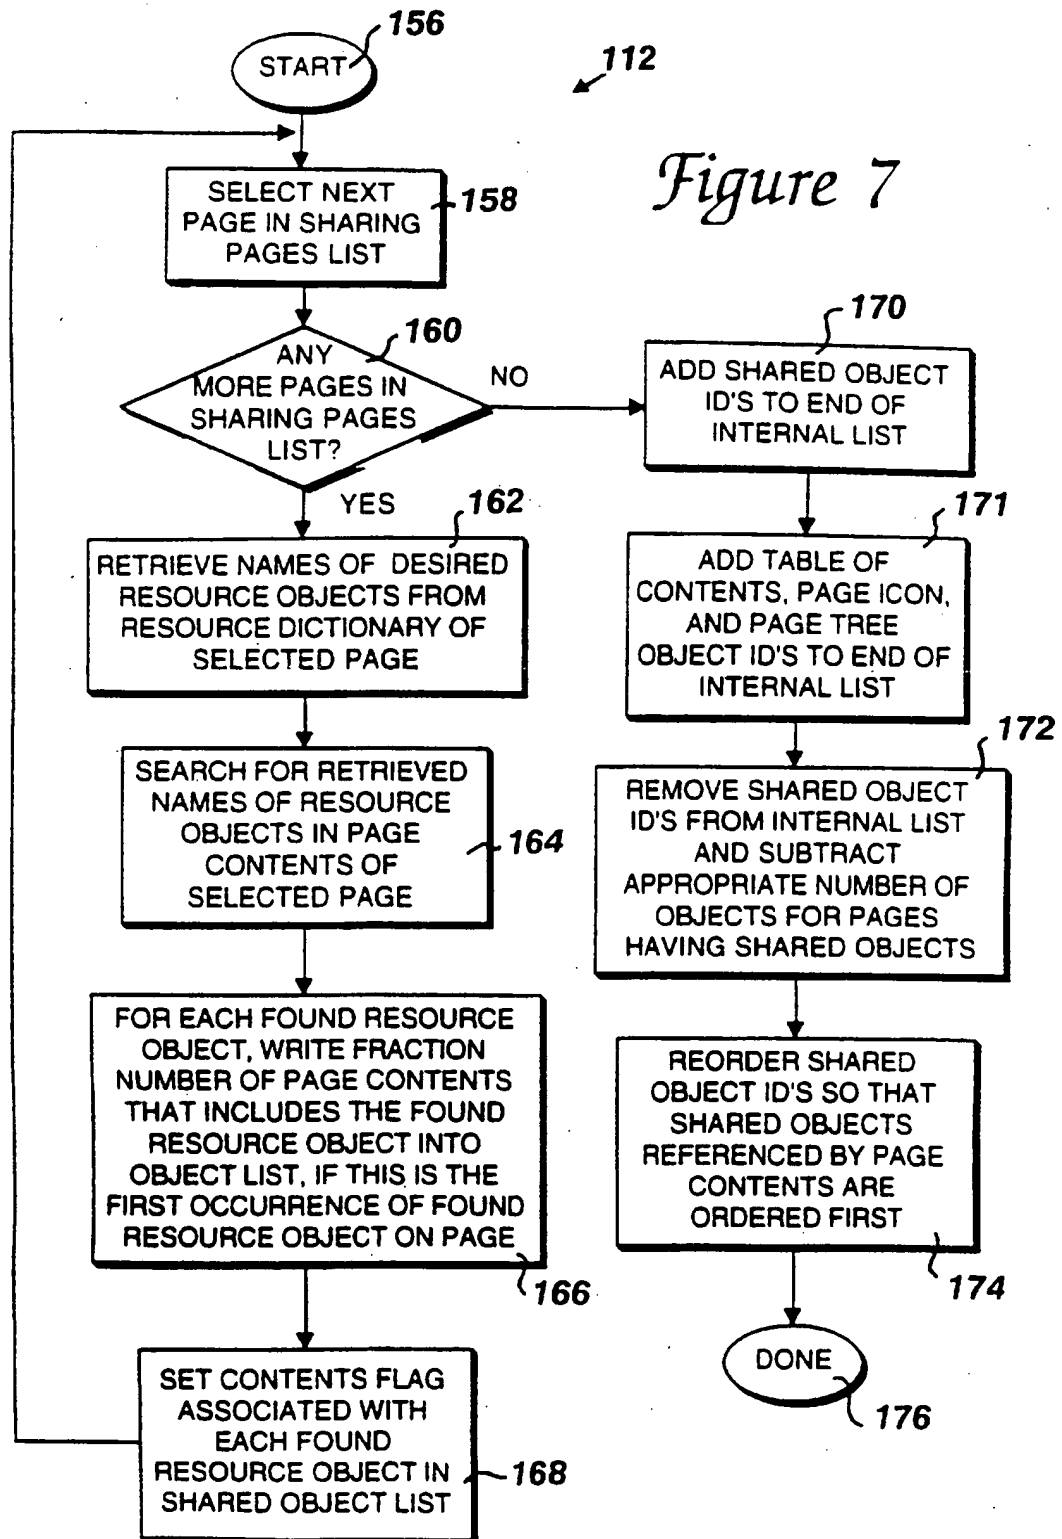 156
START
112
Figure 7
SELECT NEXT
PAGE IN SHARING
PAGES LIST
158
160
ANY
MORE PAGES IN
SHARING PAGES
LIST?
NO
YES
162
RETRIEVE NAMES OF DESIRED
RESOURCE OBJECTS FROM
RESOURCE DICTIONARY OF
SELECTED PAGE
SEARCH FOR RETRIEVED
NAMES OF RESOURCE
OBJECTS IN PAGE
CONTENTS OF
SELECTED PAGE
164
FOR EACH FOUND RESOURCE
OBJECT, WRITE FRACTION
NUMBER OF PAGE CONTENTS
THAT INCLUDES THE FOUND
RESOURCE OBJECT INTO
OBJECT LIST, IF THIS IS THE
FIRST OCCURRENCE OF FOUND
RESOURCE OBJECT ON PAGE
166
SET CONTENTS FLAG
ASSOCIATED WITH
EACH FOUND
RESOURCE OBJECT IN
SHARED OBJECT LIST
168
170
ADD SHARED OBJECT
ID'S TO END OF
INTERNAL LIST
171
ADD TABLE OF
CONTENTS, PAGE ICON,
AND PAGE TREE
OBJECT ID'S TO END OF
INTERNAL LIST
172
REMOVE SHARED OBJECT
ID'S FROM INTERNAL LIST
AND SUBTRACT
APPROPRIATE NUMBER OF
OBJECTS FOR PAGES
HAVING SHARED OBJECTS
REORDER SHARED
OBJECT ID'S SO THAT
SHARED OBJECTS
REFERENCED BY PAGE
CONTENTS ARE
ORDERED FIRST
174
DONE
176